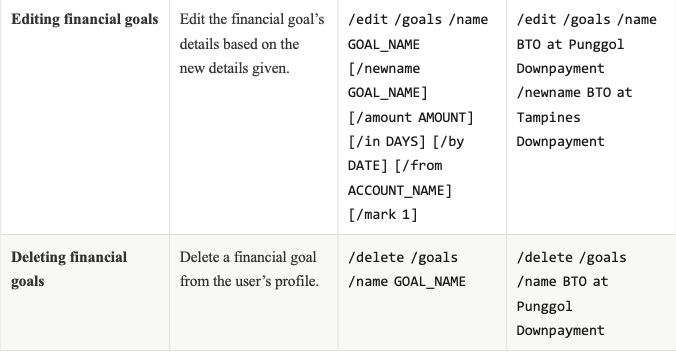 Editing financial goals
Edit the financial goal’s
details based on the
new details given.
/edit /goals /name
GOAL_NAME
[/newname
GOAL_NAME]
[/amount AMOUNT]
[/in DAYS] [/by
DATE] [/from
ACCOUNT_NAME]
[/mark 1]
/edit /goals /name
BTO at Punggol
Downpayment
/newname BTO at
Tampines
Downpayment
Deleting financial
goals
Delete a financial goal
from the user’s profile.
/delete /goals
/name GOAL_NAME
/delete /goals
/name BTO at
Punggol
Downpayment